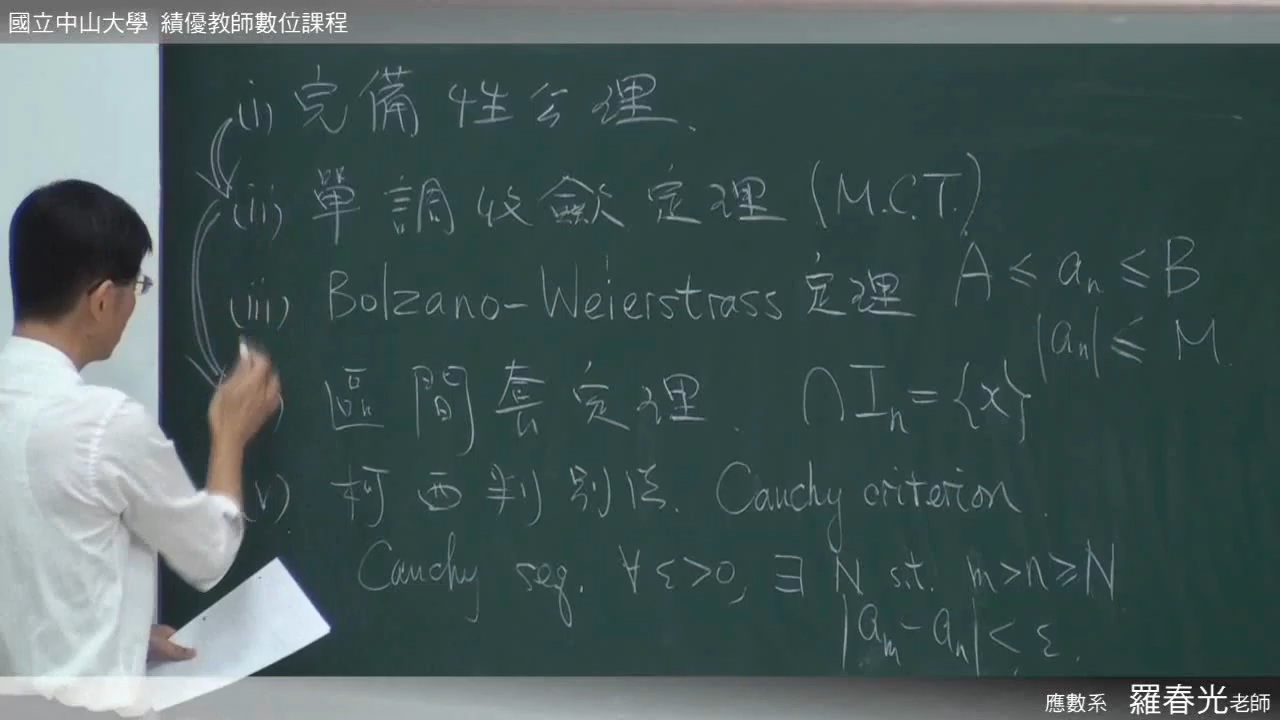 國立中山大學 績優教師數位課程
(i) 完備性公理.
(ii) 單調收斂定理 (M.C.T.)
(iii) Bolzano-Weierstrass 定理
A ≤ aₙ ≤ B
|aₙ| ≤ M.
區間套定理. ∩Iₙ = {x}
(v). 柯西判別法. Cauchy criterion.
Cauchy seq. ∀ ε>0, ∃ N s.t. m>n≥N
|aₘ-aₙ| < ε.
應數系 羅春光老師